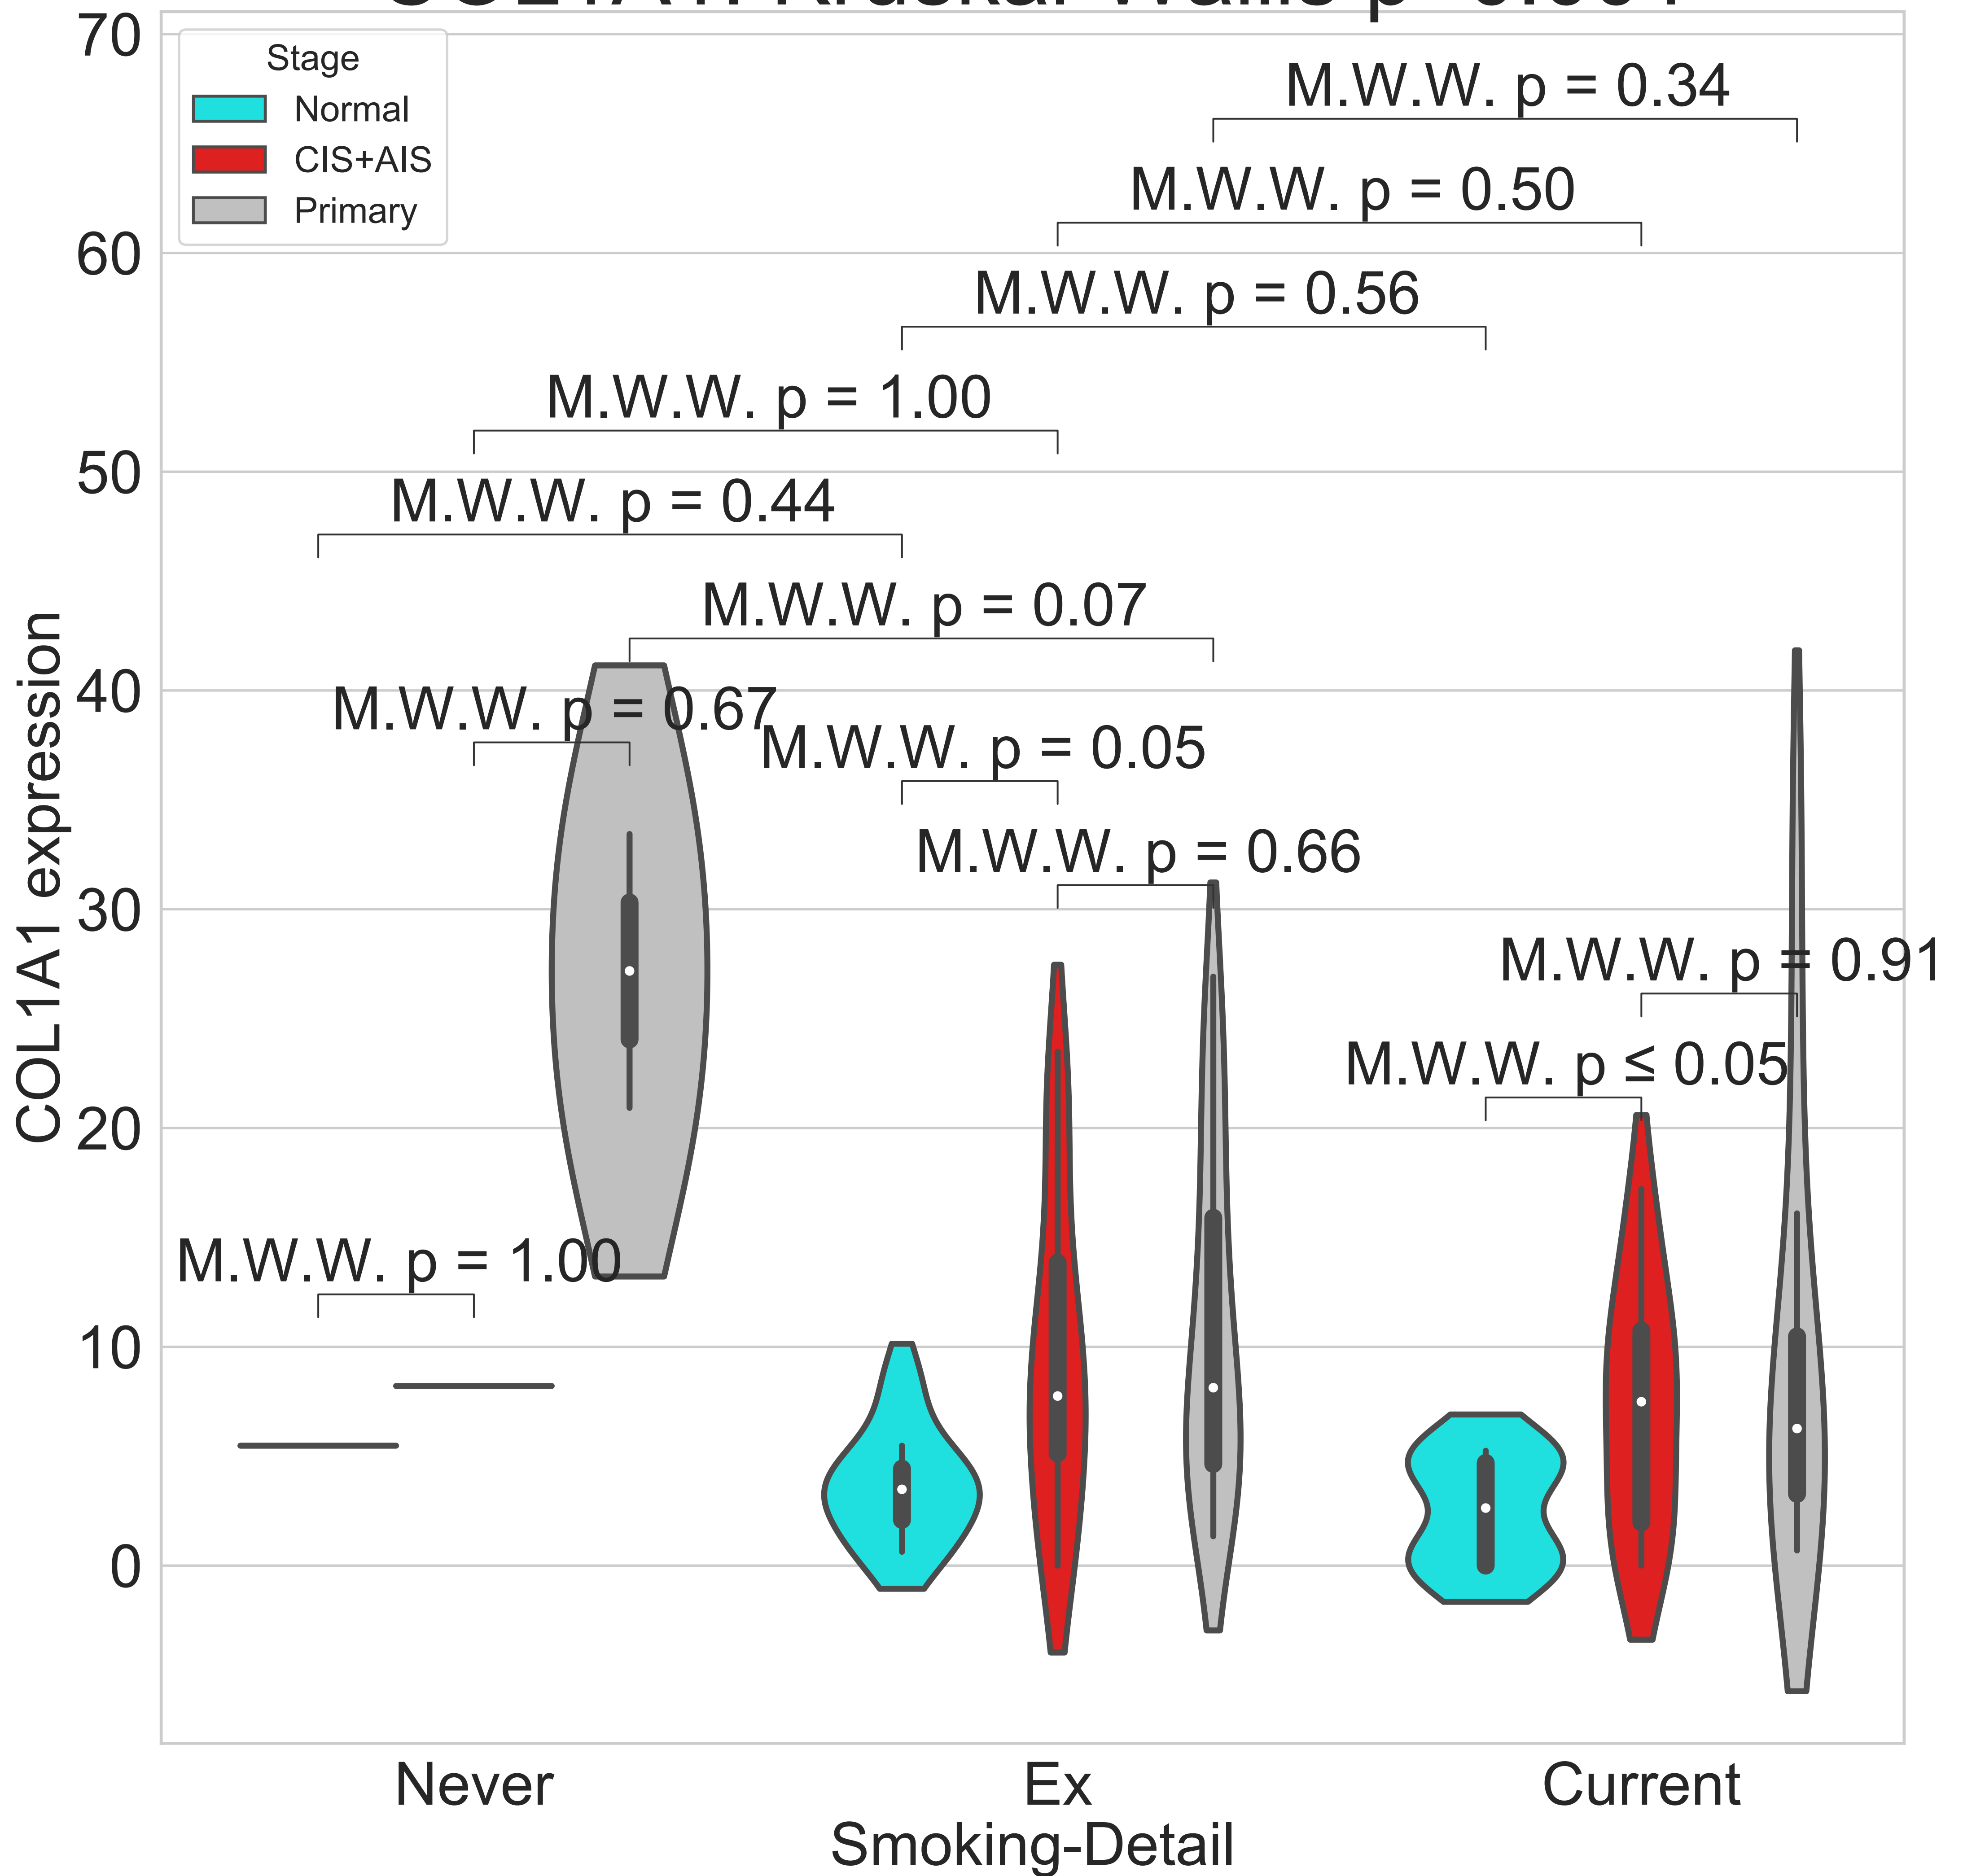 70
Stage
Normal
CIS+AIS
Primary
M.W.W. p = 0.34
M.W.W. p = 0.50
60
M.W.W. p = 0.56
M.W.W. p = 1.00
50
M.W.W. p = 0.44
M.W.W. p = 0.07
40
M.W.W. p = 0.67
M.W.W. p = 0.05
M.W.W. p = 0.66
30
M.W.W. p = 0.91
M.W.W. p ≤ 0.05
20
M.W.W. p = 1.00
10
0
COL1A1 expression
Never
Ex
Current
Smoking-Detail